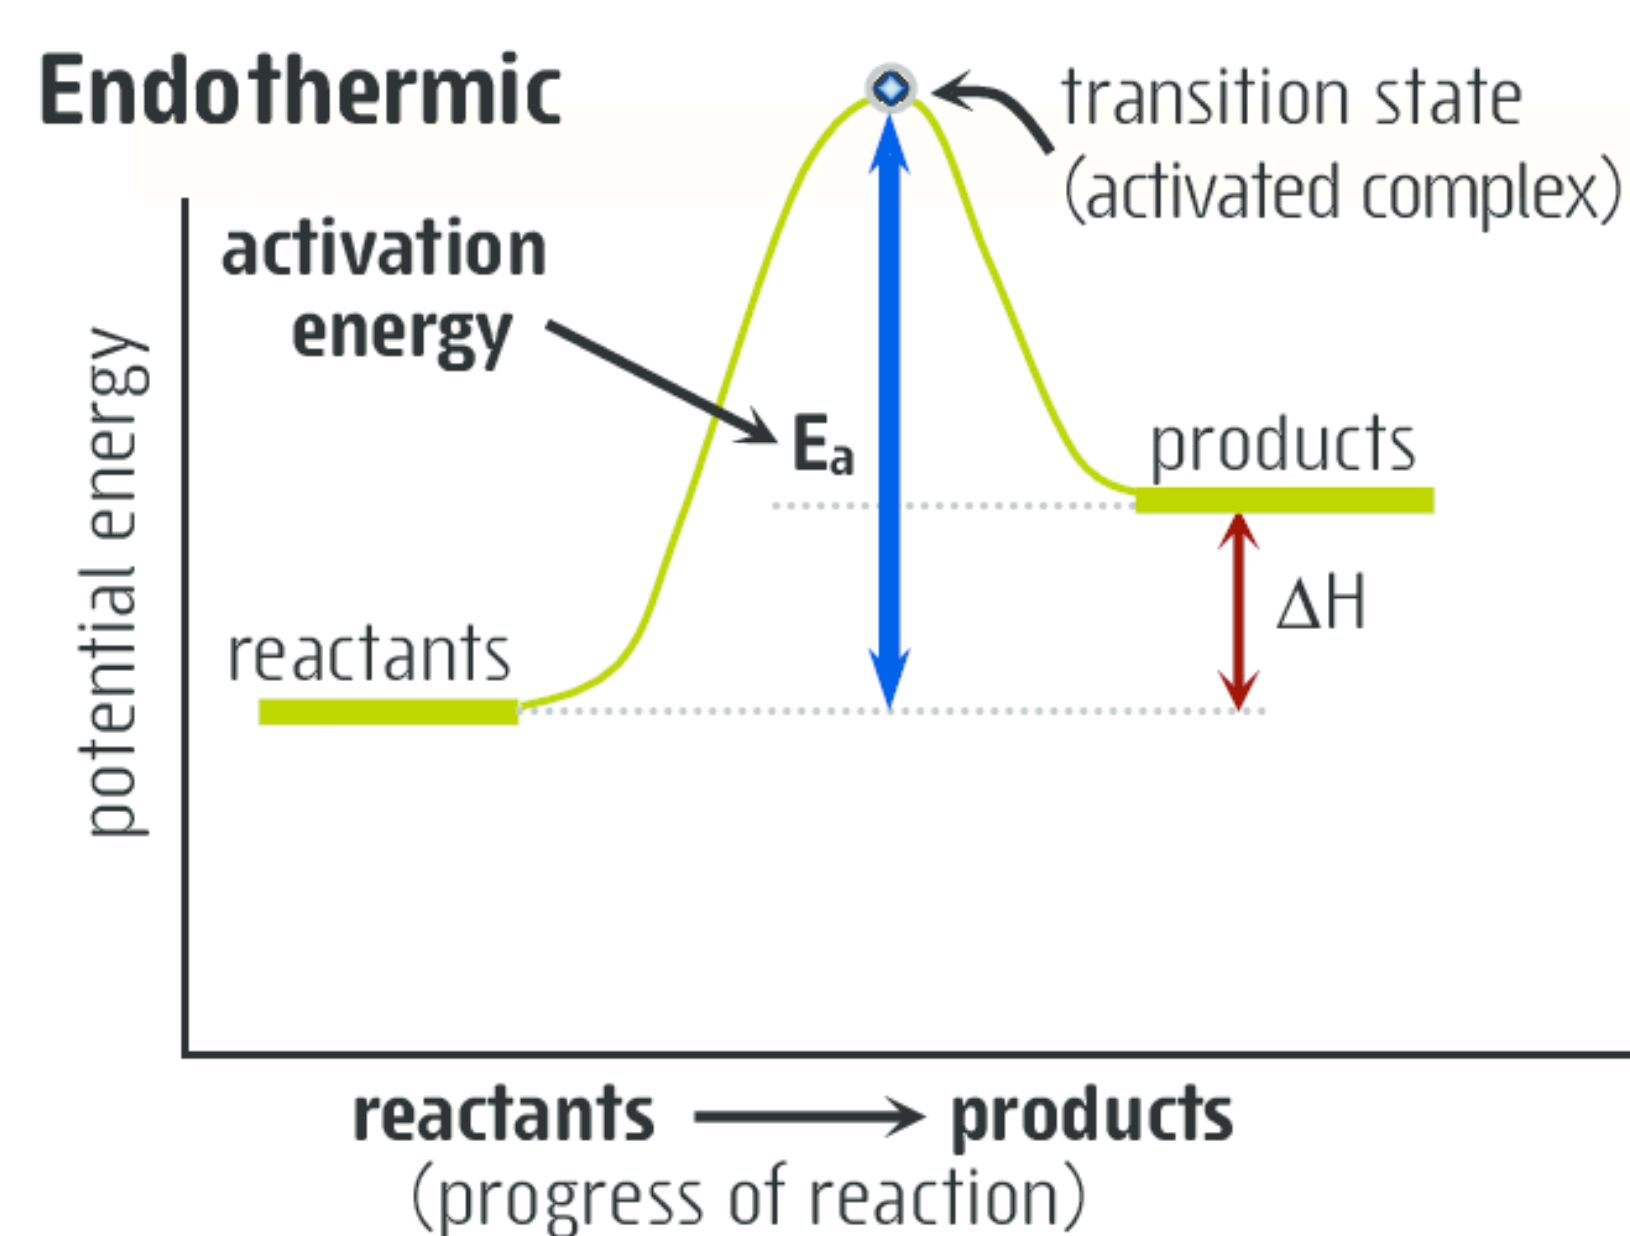 Endothermic
transition state
(activated complex)
activation
energy
Ea
products
ΔH
reactants
potential energy
reactants → products
(progress of reaction)